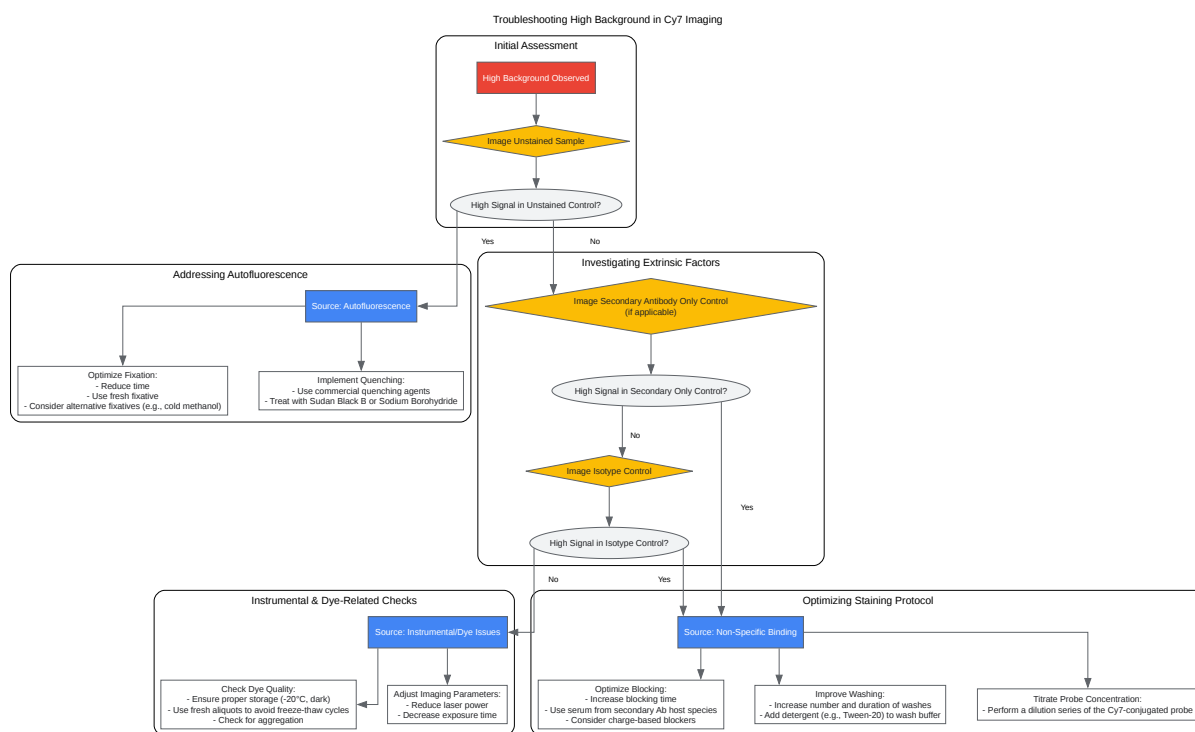 Troubleshooting High Background in Cy7 Imaging
Initial Assessment
High Background Observed
Image Unstained Sample
High Signal in Unstained Control?
Yes
No
Addressing Autofluorescence
Source: Autofluorescence
Optimize Fixation:
- Reduce time
- Use fresh fixative
- Consider alternative fixatives (e.g., cold methanol)
Implement Quenching:
- Use commercial quenching agents
- Treat with Sudan Black B or Sodium Borohydride
Investigating Extrinsic Factors
Image Secondary Antibody Only Control
(if applicable)
High Signal in Secondary Only Control?
No
Image Isotype Control
Yes
High Signal in Isotype Control?
No
Yes
Instrumental & Dye-Related Checks
Source: Instrumental/Dye Issues
Check Dye Quality:
- Ensure proper storage (-20°C, dark)
- Use fresh aliquots to avoid freeze-thaw cycles
- Check for aggregation
Adjust Imaging Parameters:
- Reduce laser power
- Decrease exposure time
Optimizing Staining Protocol
Source: Non-Specific Binding
Optimize Blocking:
- Increase blocking time
- Use serum from secondary Ab host species
- Consider charge-based blockers
Improve Washing:
- Increase number and duration of washes
- Add detergent (e.g., Tween-20) to wash buffer
Titrate Probe Concentration:
- Perform a dilution series of the Cy7-conjugated probe